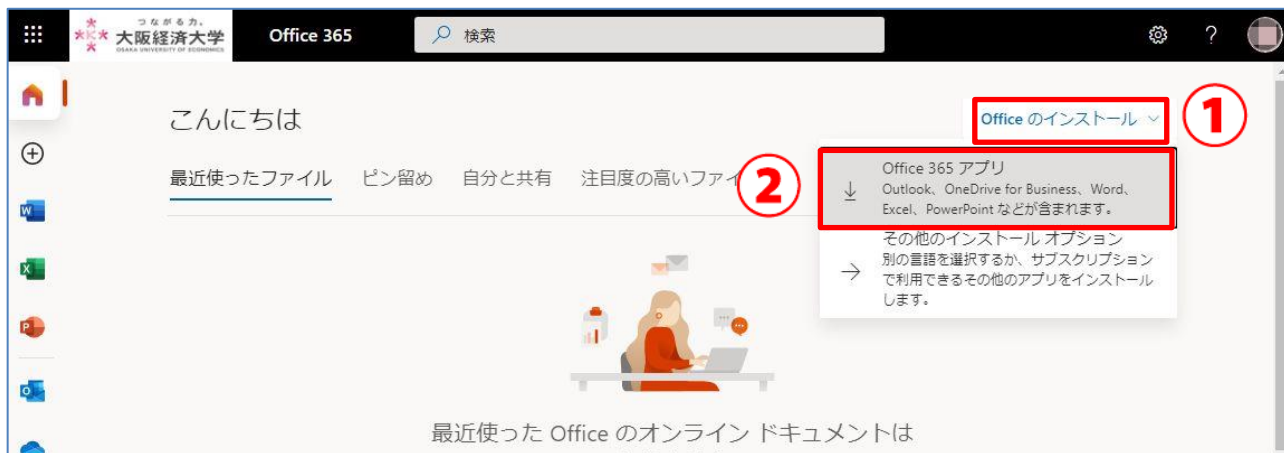 つながる力。
大阪経済大学
OSAKA UNIVERSITY OF ECONOMICS
Office 365
検索
?
こんにちは
Office のインストール
①
最近使ったファイル ピン留め 自分と共有 注目度の高いファイ
②
Office 365 アプリ
Outlook、OneDrive for Business、Word、
Excel、PowerPoint などが含まれます。
その他のインストール オプション
別の言語を選択するか、サブスクリプション
で利用できるその他のアプリをインストール
します。
W
X
P
O
最近使った Office のオンライン ドキュメントは